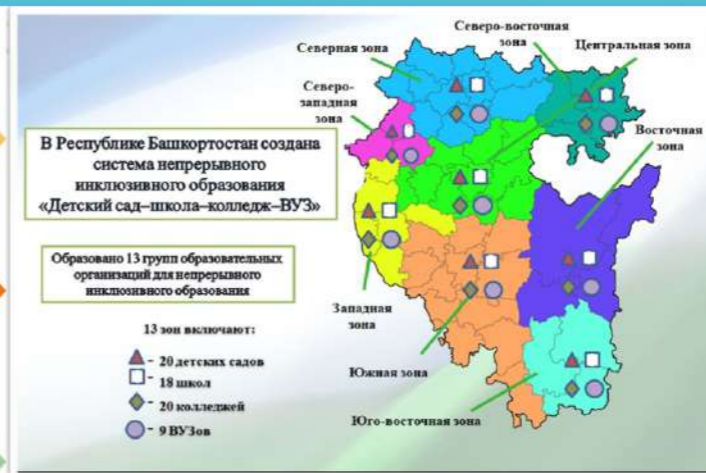 Северо-восточная
зона
Северная зона
Центральная зона
Северо-
западная
зона
Восточная
зона
В Республике Башкортостан создана
система непрерывного
инклюзивного образования
«Детский сад–школа–колледж–ВУЗ»
Образовано 13 групп образовательных
организаций для непрерывного
инклюзивного образования
Западная
зона
13 зон включают:
- 20 детских садов
- 18 школ
- 20 колледжей
- 9 ВУЗов
Южная зона
Юго-восточная зона